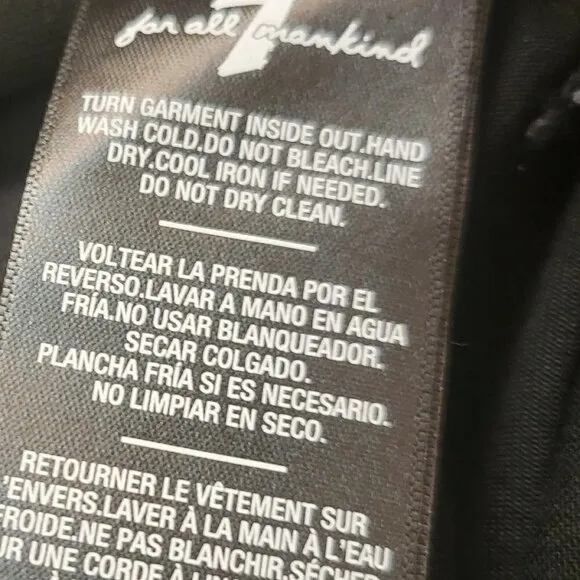 7
for all mankind
TURN GARMENT INSIDE OUT.HAND
WASH COLD.DO NOT BLEACH.LINE
DRY.COOL IRON IF NEEDED.
DO NOT DRY CLEAN.
VOLTEAR LA PRENDA POR EL
REVERSO.LAVAR A MANO EN AGUA
FRÍA.NO USAR BLANQUEADOR.
SECAR COLGADO.
PLANCHA FRÍA SI ES NECESARIO.
NO LIMPIAR EN SECO.
RETOURNER LE VÊTEMENT SUR
'ENVERS.LAVER À LA MAIN À L'EAU
FROIDE.NE PAS BLANCHIR.SÉCHER
UR UNE CORDE À LIN